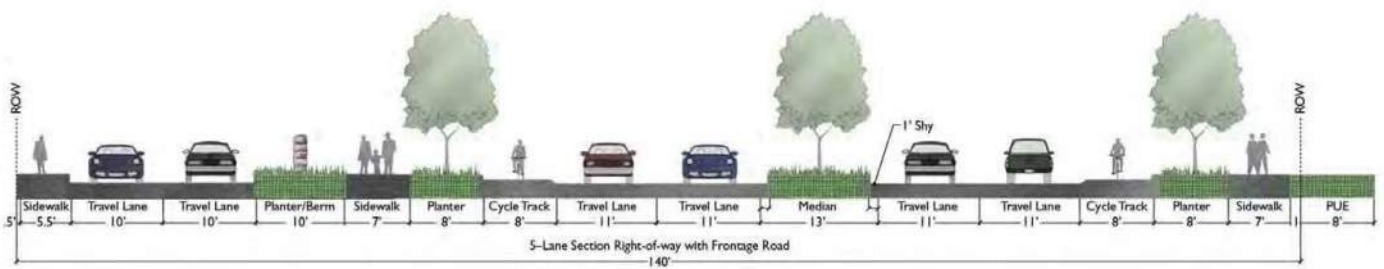 ROW
ROW
1' Shy
Sidewalk Travel Lane Travel Lane Planter/Berm Sidewalk Planter Cycle Track Travel Lane Travel Lane Median Travel Lane Travel Lane Cycle Track Planter Sidewalk PUE
.5' 5.5' 10' 10' 10' 7' 8' 8' 11' 11' 13' 11' 11' 8' 8' 7' 1 8'
5-Lane Section Right-of-way with Frontage Road
140'